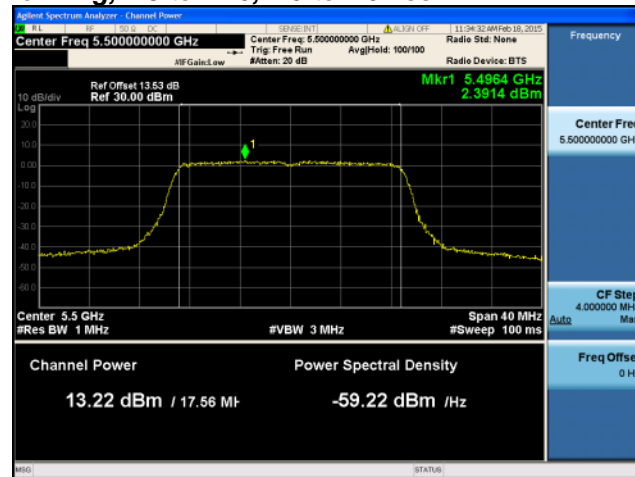 Agilent Spectrum Analyzer - Channel Power
RL RF 50 Ω DC SENSE:INT ALIGN OFF 11:34:32 AM Feb 18, 2015
Center Freq 5.500000000 GHz
Center Freq: 5.500000000 GHz
Radio Std: None
Trig: Free Run Avg|Hold: 100/100
#IFGain:Low #Atten: 20 dB Radio Device: BTS
Frequency
Mkr1 5.4964 GHz
2.3914 dBm
Ref Offset 13.53 dB
10 dB/div Ref 30.00 dBm
Log
20.0
10.0
0.00
-10.0
-20.0
-30.0
-40.0
-50.0
-60.0
1
Center 5.5 GHz Span 40 MHz
#Res BW 1 MHz #VBW 3 MHz #Sweep 100 ms
Channel Power Power Spectral Density
13.22 dBm / 17.56 MH -59.22 dBm /Hz
Center Fre
5.500000000 GH
CF Step
4.000000 MH
Auto Ma
Freq Offse
0 H
MSG STATUS